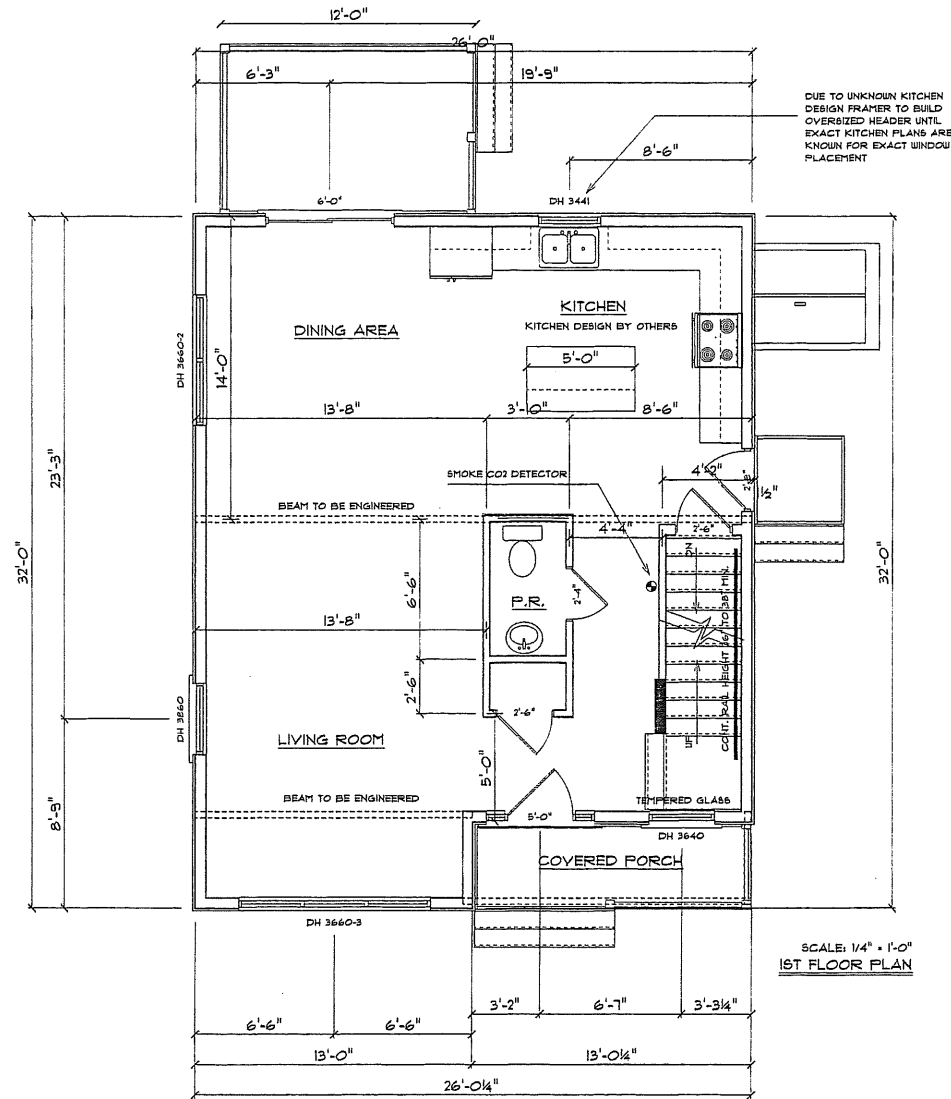 12'-0"
26'-0"
6'-3"
19'-9"
DUE TO UNKNOWN KITCHEN
DESIGN FRAMER TO BUILD
OVERSIZED HEADER UNTIL
EXACT KITCHEN PLANS ARE
KNOWN FOR EXACT WINDOW
PLACEMENT
8'-6"
6'-0"
DH 3441
KITCHEN
KITCHEN DESIGN BY OTHERS
DINING AREA
DH 3660-2
14'-0"
5'-0"
13'-8"
3'-0"
8'-6"
23'-3"
32'-0"
32'-0"
SMOKE CO2 DETECTOR
4'-2"
2'-8"
1/2"
BEAM TO BE ENGINEERED
4'-4"
2'-6"
DN
6'-6"
P.R.
2'-4"
CONT. RAIL HEIGHT 36" TO 38" MIN.
13'-8"
2'-6"
2'-6"
UP
DH 3860
LIVING ROOM
5'-0"
8'-9"
BEAM TO BE ENGINEERED
5'-0"
TEMPERED GLASS
DH 3640
COVERED PORCH
DH 3660-3
SCALE: 1/4" = 1'-0"
1ST FLOOR PLAN
3'-2"
6'-7"
3'-3 1/4"
6'-6"
6'-6"
13'-0"
13'-0 1/4"
26'-0 1/4"